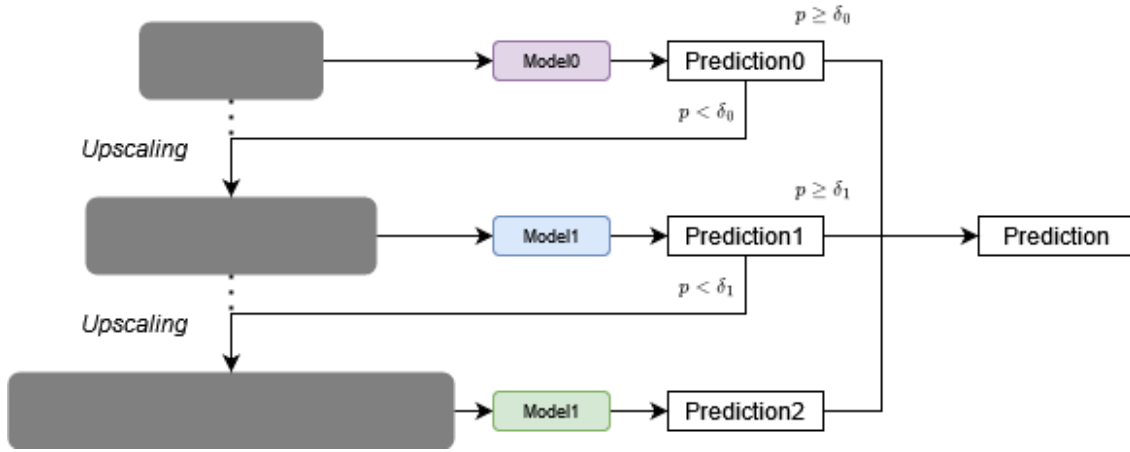 p ≥ δ₀
Model0
Prediction0
p < δ₀
Upscaling
p ≥ δ₁
Model1
Prediction1
Prediction
p < δ₁
Upscaling
Model1
Prediction2